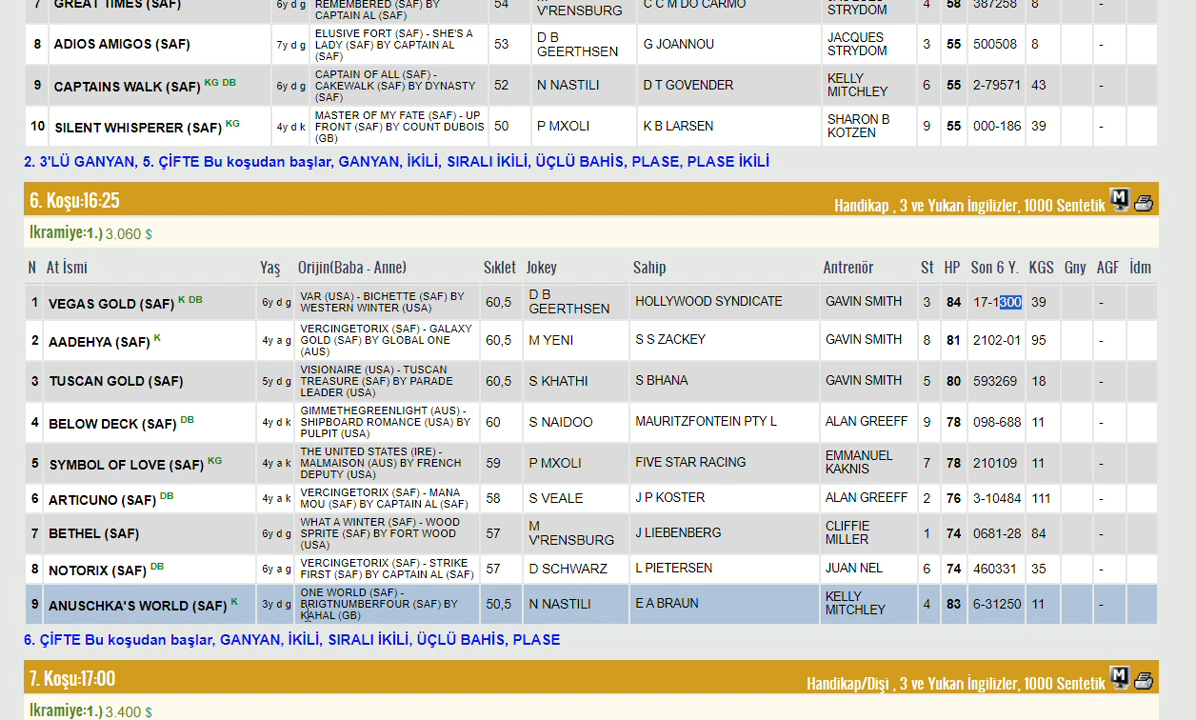 7 GREAT TIMES (SAF) 6y d g REMEMBERED (SAF) BY CAPTAIN AL (SAF) 54 V'RENSBURG C C M DO CARMO STRYDOM 4 58 387258 8 -
8 ADIOS AMIGOS (SAF) 7y d g ELUSIVE FORT (SAF) - SHE'S A LADY (SAF) BY CAPTAIN AL (SAF) 53 D B GEERTHSEN G JOANNOU JACQUES STRYDOM 3 55 500508 8 -
9 CAPTAINS WALK (SAF) KG DB 6y d g CAPTAIN OF ALL (SAF) - CAKEWALK (SAF) BY DYNASTY (SAF) 52 N NASTILI D T GOVENDER KELLY MITCHLEY 6 55 2-79571 43 -
10 SILENT WHISPERER (SAF) KG 4y d k MASTER OF MY FATE (SAF) - UP FRONT (SAF) BY COUNT DUBOIS (GB) 50 P MXOLI K B LARSEN SHARON B KOTZEN 9 55 000-186 39 -
2. 3'LÜ GANYAN, 5. ÇİFTE Bu koşudan başlar, GANYAN, İKİLİ, SIRALI İKİLİ, ÜÇLÜ BAHİS, PLASE, PLASE İKİLİ
6. Koşu:16:25 Handikap , 3 ve Yukarı İngilizler, 1000 Sentetik M
İkramiye:1.) 3.060 $
N At İsmi Yaş Orijin(Baba - Anne) Sıklet Jokey Sahip Antrenör St HP Son 6 Y. KGS Gny AGF İdm
1 VEGAS GOLD (SAF) K DB 6y d g VAR (USA) - BICHETTE (SAF) BY WESTERN WINTER (USA) 60,5 D B GEERTHSEN HOLLYWOOD SYNDICATE GAVIN SMITH 3 84 17-1300 39 -
2 AADEHYA (SAF) K 4y a g VERCINGETORIX (SAF) - GALAXY GOLD (SAF) BY GLOBAL ONE (AUS) 60,5 M YENI S S ZACKEY GAVIN SMITH 8 81 2102-01 95 -
3 TUSCAN GOLD (SAF) 5y d g VISIONAIRE (USA) - TUSCAN TREASURE (SAF) BY PARADE LEADER (USA) 60,5 S KHATHI S BHANA GAVIN SMITH 5 80 593269 18 -
4 BELOW DECK (SAF) DB 4y d k GIMMETHEGREENLIGHT (AUS) - SHIPBOARD ROMANCE (USA) BY PULPIT (USA) 60 S NAIDOO MAURITZFONTEIN PTY L ALAN GREEFF 9 78 098-688 11 -
5 SYMBOL OF LOVE (SAF) KG 4y a k THE UNITED STATES (IRE) - MALMAISON (AUS) BY FRENCH DEPUTY (USA) 59 P MXOLI FIVE STAR RACING EMMANUEL KAKNIS 7 78 210109 11 -
6 ARTICUNO (SAF) DB 4y a k VERCINGETORIX (SAF) - MANA MOU (SAF) BY CAPTAIN AL (SAF) 58 S VEALE J P KOSTER ALAN GREEFF 2 76 3-10484 111 -
7 BETHEL (SAF) 6y d g WHAT A WINTER (SAF) - WOOD SPRITE (SAF) BY FORT WOOD (USA) 57 M V'RENSBURG J LIEBENBERG CLIFFIE MILLER 1 74 0681-28 84 -
8 NOTORIX (SAF) DB 6y a g VERCINGETORIX (SAF) - STRIKE FIRST (SAF) BY CAPTAIN AL (SAF) 57 D SCHWARZ L PIETERSEN JUAN NEL 6 74 460331 35 -
9 ANUSCHKA'S WORLD (SAF) K 3y d g ONE WORLD (SAF) - BRIGTNUMBERFOUR (SAF) BY KAHAL (GB) 50,5 N NASTILI E A BRAUN KELLY MITCHLEY 4 83 6-31250 11 -
6. ÇİFTE Bu koşudan başlar, GANYAN, İKİLİ, SIRALI İKİLİ, ÜÇLÜ BAHİS, PLASE
7. Koşu:17:00 Handikap/Dişi , 3 ve Yukarı İngilizler, 1000 Sentetik M
İkramiye:1.) 3.400 $